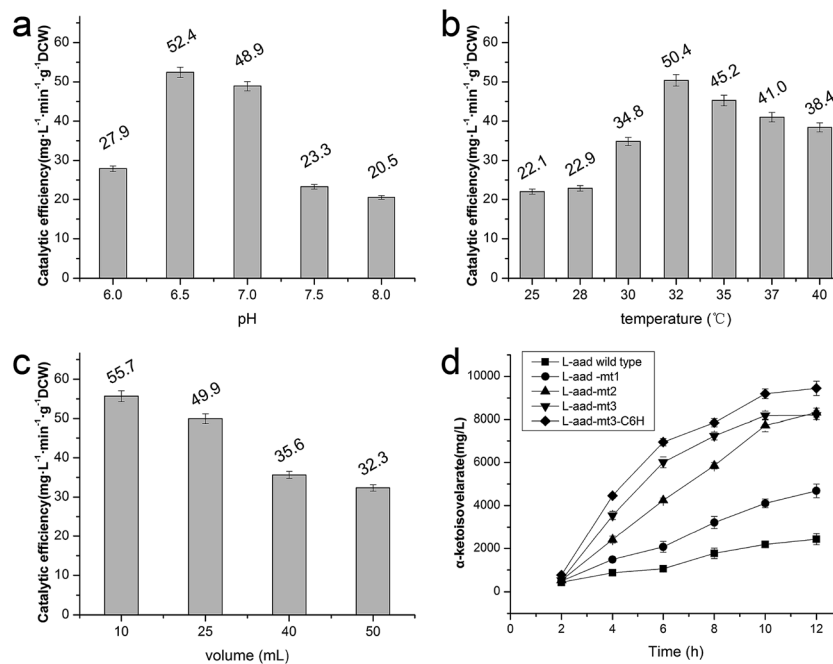 a
Catalytic efficiency(mg·L⁻¹·min⁻¹·g⁻¹DCW)
60
50
40
30
20
10
0
27.9
52.4
48.9
23.3
20.5
6.0 6.5 7.0 7.5 8.0
pH
b
Catalytic efficiency(mg·L⁻¹·min⁻¹·g⁻¹DCW)
60
50
40
30
20
10
0
22.1
22.9
34.8
50.4
45.2
41.0
38.4
25 28 30 32 35 37 40
temperature (℃)
c
Catalytic efficiency(mg·L⁻¹·min⁻¹·g⁻¹DCW)
60
50
40
30
20
10
0
55.7
49.9
35.6
32.3
10 25 40 50
volume (mL)
d
L-aad wild type
L-aad -mt1
L-aad-mt2
L-aad-mt3
L-aad-mt3-C6H
α-ketoisovelarate(mg/L)
10000
8000
6000
4000
2000
0
0 2 4 6 8 10 12
Time (h)